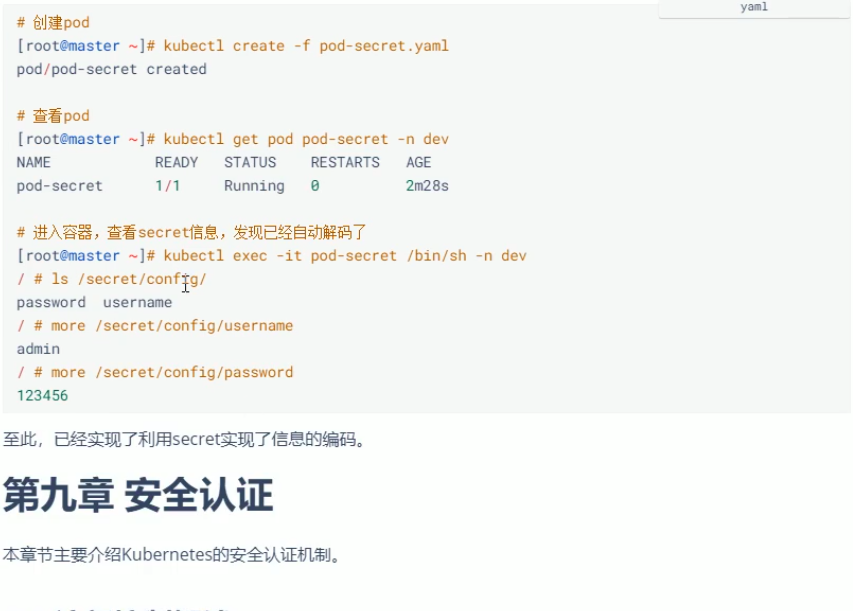 yaml
# 创建pod
[root@master ~]# kubectl create -f pod-secret.yaml
pod/pod-secret created
# 查看pod
[root@master ~]# kubectl get pod pod-secret -n dev
NAME READY STATUS RESTARTS AGE
pod-secret 1/1 Running 0 2m28s
# 进入容器，查看secret信息，发现已经自动解码了
[root@master ~]# kubectl exec -it pod-secret /bin/sh -n dev
/ # ls /secret/config/
password username
/ # more /secret/config/username
admin
/ # more /secret/config/password
123456
至此，已经实现了利用secret实现了信息的编码。
第九章 安全认证
本章节主要介绍Kubernetes的安全认证机制。